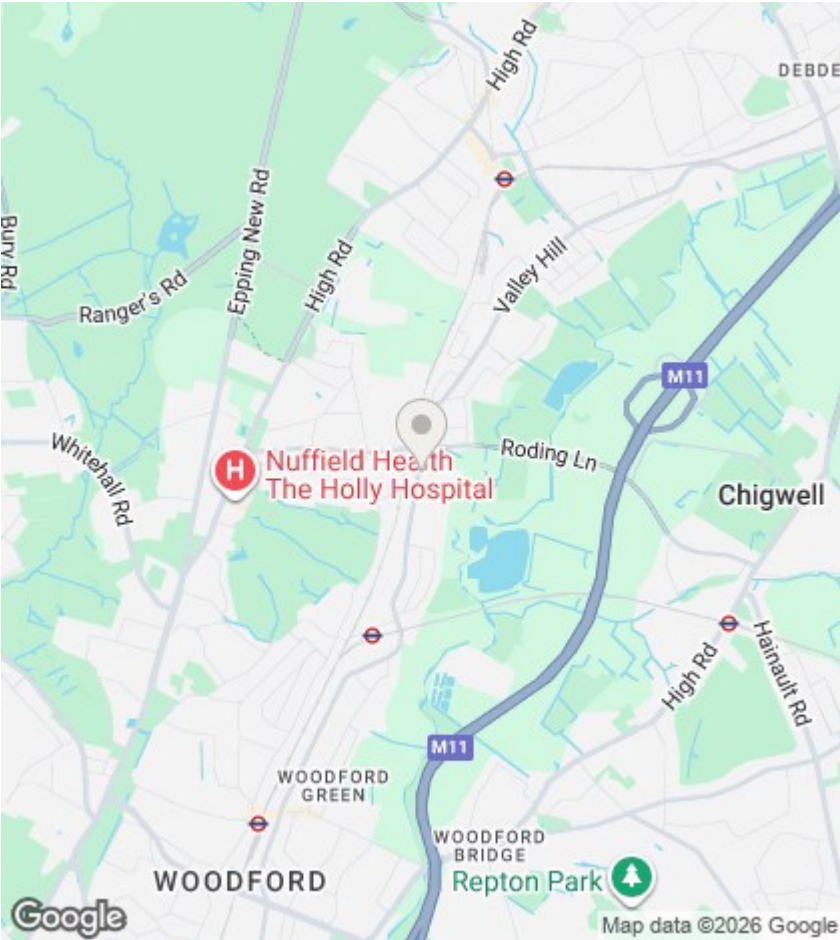 High Rd
DEBDE
Bury Rd
Epping New Rd
High Rd
Valley Hill
Ranger's Rd
M11
Whitehall Rd
H
Nuffield Health
The Holly Hospital
Roding Ln
Chigwell
Hainault Rd
High Rd
M11
WOODFORD
GREEN
WOODFORD
BRIDGE
WOODFORD
Repton Park
Google
Map data ©2026 Google